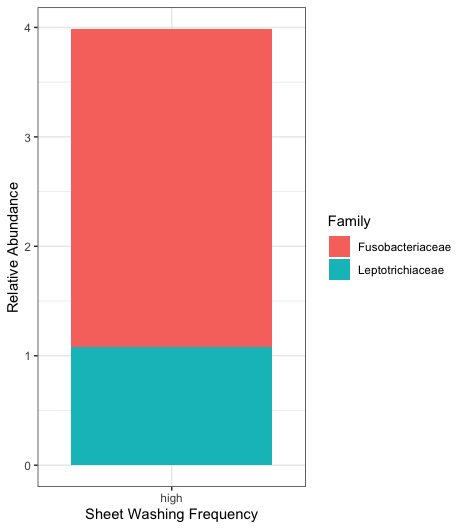 Relative Abundance
4
3
2
1
0
high
Sheet Washing Frequency
Family
Fusobacteriaceae
Leptotrichiaceae